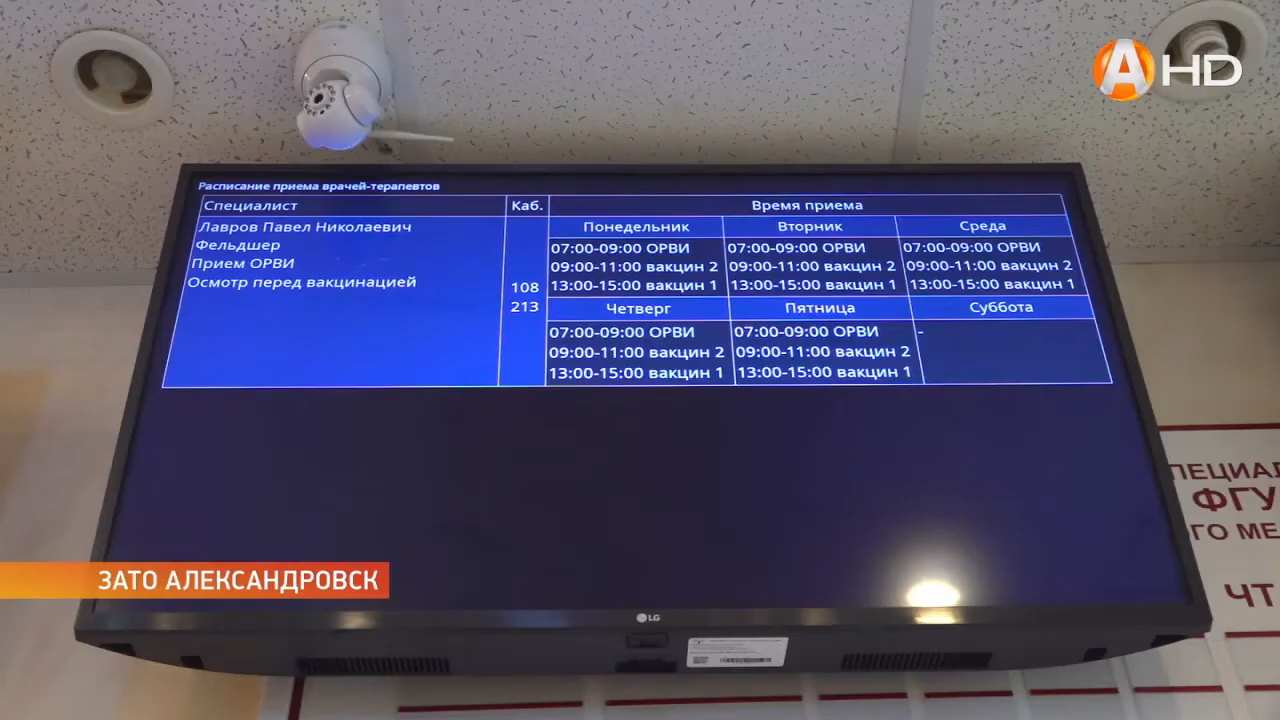 AHD
Расписание приема врачей-терапевтов
Специалист Каб. Время приема
Лавров Павел Николаевич
Фельдшер
Прием ОРВИ
Осмотр перед вакцинацией
108
213
Понедельник Вторник Среда
07:00-09:00 ОРВИ 07:00-09:00 ОРВИ 07:00-09:00 ОРВИ
09:00-11:00 вакцин 2 09:00-11:00 вакцин 2 09:00-11:00 вакцин 2
13:00-15:00 вакцин 1 13:00-15:00 вакцин 1 13:00-15:00 вакцин 1
Четверг Пятница Суббота
07:00-09:00 ОРВИ 07:00-09:00 ОРВИ -
09:00-11:00 вакцин 2 09:00-11:00 вакцин 2
13:00-15:00 вакцин 1 13:00-15:00 вакцин 1
ПЕЦИАЛ
ФГУ
ГО МЕ
ЧТ
ЗАТО АЛЕКСАНДРОВСК
LG